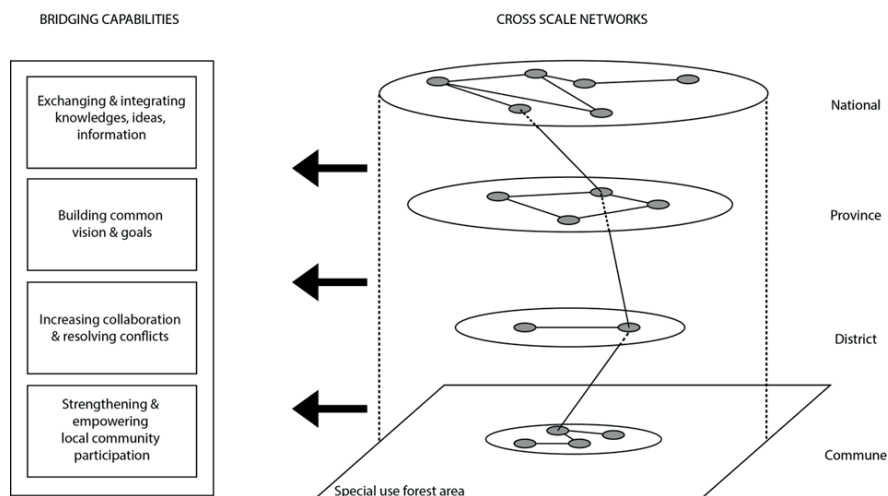 BRIDGING CAPABILITIES
CROSS SCALE NETWORKS
Exchanging & integrating
knowledges, ideas,
information
Building common
vision & goals
Increasing collaboration
& resolving conflicts
Strengthening &
empowering
local community
participation
National
Province
District
Commune
Special use forest area